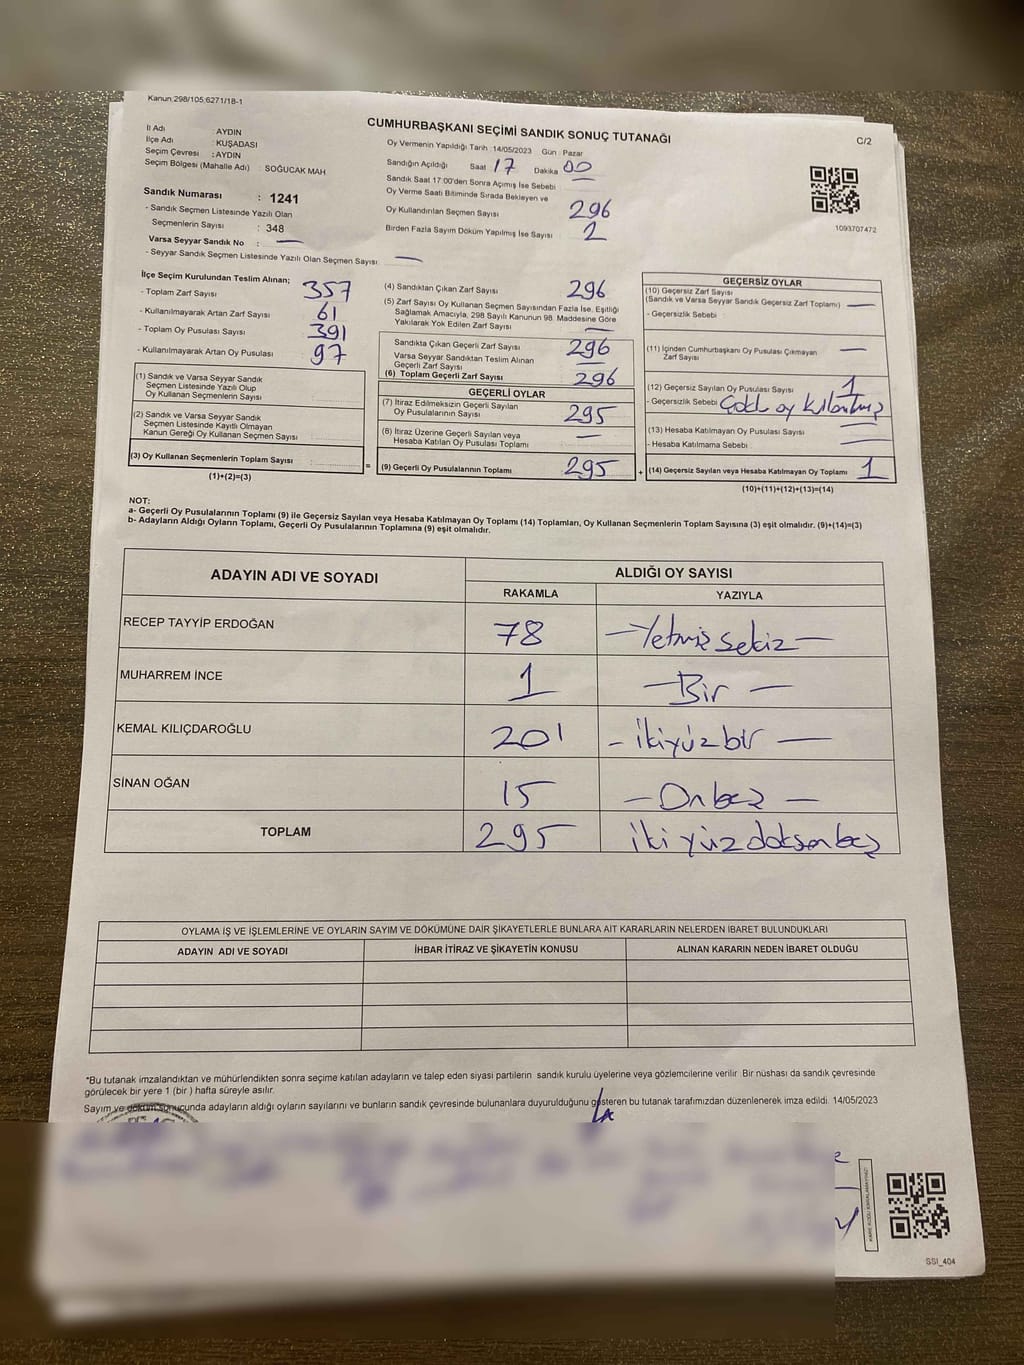 Kanun,298/105,6271/18-1
CUMHURBAŞKANI SEÇİMİ SANDIK SONUÇ TUTANAĞI
C/2
İl Adı : AYDIN
İlçe Adı : KUŞADASI
Seçim Çevresi : AYDIN
Seçim Bölgesi (Mahalle Adı) : SOĞUCAK MAH
Sandık Numarası : 1241
- Sandık Seçmen Listesinde Yazılı Olan
Seçmenlerin Sayısı : 348
Varsa Seyyar Sandık No : —
- Seyyar Sandık Seçmen Listesinde Yazılı Olan Seçmen Sayısı: —
Oy Vermenin Yapıldığı Tarih :14/05/2023 Gün : Pazar
Sandığın Açıldığı Saat 17 Dakika 00
Sandık Saat 17:00'den Sonra Açımış İse Sebebi : —
Oy Verme Saati Bitiminde Sırada Bekleyen ve
Oy Kullandırılan Seçmen Sayısı 296
Birden Fazla Sayım Döküm Yapılmış İse Sayısı 2
1093707472
İlçe Seçim Kurulundan Teslim Alınan;
- Toplam Zarf Sayısı 357
- Kullanılmayarak Artan Zarf Sayısı 61
- Toplam Oy Pusulası Sayısı 391
- Kullanılmayarak Artan Oy Pusulası 97
(1) Sandık ve Varsa Seyyar Sandık
Seçmen Listesinde Yazılı Olup
Oy Kullanan Seçmenlerin Sayısı
(2) Sandık ve Varsa Seyyar Sandık
Seçmen Listesinde Kayıtlı Olmayan
Kanun Gereği Oy Kullanan Seçmen Sayısı
(3) Oy Kullanan Seçmenlerin Toplam Sayısı
(1)+(2)=(3)
=
(4) Sandıktan Çıkan Zarf Sayısı 296
(5) Zarf Sayısı Oy Kullanan Seçmen Sayısından Fazla İse, Eşitliği
Sağlamak Amacıyla, 298 Sayılı Kanunun 98. Maddesine Göre
Yakılarak Yok Edilen Zarf Sayısı —
Sandıkta Çıkan Geçerli Zarf Sayısı 296
Varsa Seyyar Sandıktan Teslim Alınan
Geçerli Zarf Sayısı
(6) Toplam Geçerli Zarf Sayısı 296
GEÇERLİ OYLAR
(7) İtiraz Edilmeksizin Geçerli Sayılan
Oy Pusulalarının Sayısı 295
(8) İtiraz Üzerine Geçerli Sayılan veya
Hesaba Katılan Oy Pusulası Toplamı —
(9) Geçerli Oy Pusulalarının Toplamı 295
+
GEÇERSİZ OYLAR
(10) Geçersiz Zarf Sayısı
(Sandık ve Varsa Seyyar Sandık Geçersiz Zarf Toplamı) —
- Geçersizlik Sebebi :
(11) İçinden Cumhurbaşkanı Oy Pusulası Çıkmayan
Zarf Sayısı —
(12) Geçersiz Sayılan Oy Pusulası Sayısı 1
- Geçersizlik Sebebi oy
(13) Hesaba Katılmayan Oy Pusulası Sayısı —
- Hesaba Katılmama Sebebi : —
(14) Geçersiz Sayılan veya Hesaba Katılmayan Oy Toplamı 1
(10)+(11)+(12)+(13)=(14)
NOT:
a- Geçerli Oy Pusulalarının Toplamı (9) ile Geçersiz Sayılan veya Hesaba Katılmayan Oy Toplamı (14) Toplamları, Oy Kullanan Seçmenlerin Toplam Sayısına (3) eşit olmalıdır. (9)+(14)=(3)
b- Adayların Aldığı Oyların Toplamı, Geçerli Oy Pusulalarının Toplamına (9) eşit olmalıdır.
ADAYIN ADI VE SOYADI
ALDIĞI OY SAYISI
RAKAMLA
YAZIYLA
RECEP TAYYİP ERDOĞAN 78 — Yetmiş sekiz —
MUHARREM İNCE 1 — Bir —
KEMAL KILIÇDAROĞLU 201 - ikiyüz bir —
SİNAN OĞAN 15 — Onbeş —
TOPLAM 295 iki yüz doksan beş
OYLAMA İŞ VE İŞLEMLERİNE VE OYLARIN SAYIM VE DÖKÜMÜNE DAİR ŞİKAYETLERLE BUNLARA AİT KARARLARIN NELERDEN İBARET BULUNDUKLARI
ADAYIN ADI VE SOYADI
İHBAR İTİRAZ VE ŞİKAYETİN KONUSU
ALINAN KARARIN NEDEN İBARET OLDUĞU
*Bu tutanak imzalandıktan ve mühürlendikten sonra seçime katılan adayların ve talep eden siyasi partilerin sandık kurulu üyelerine veya gözlemcilerine verilir. Bir nüshası da sandık çevresinde
görülecek bir yere 1 (bir ) hafta süreyle asılır.
Sayım ve döküm sonucunda adayların aldığı oyların sayılarını ve bunların sandık çevresinde bulunanlara duyurulduğunu gösteren bu tutanak tarafımızdan düzenlenerek imza edildi. 14/05/2023
SSI_404